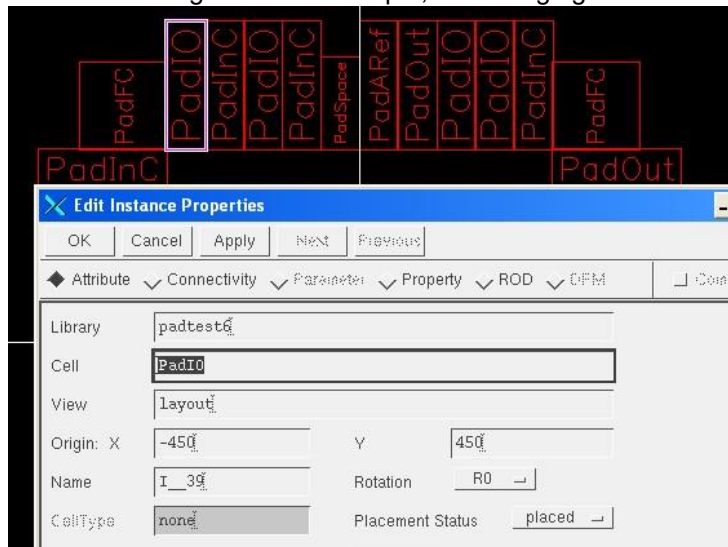 PadFC PadIO PadInC PadIO PadInC PadSpace PadARef PadOut PadIO PadIO PadInC PadFC
PadInC PadOut
Edit Instance Properties
OK Cancel Apply Next Previous
Attribute Connectivity Parameter Property ROD DFM
Library padtest6
Cell PadIO
View layout
Origin: X -450 Y 450
Name I__39 Rotation R0
CellType none Placement Status placed